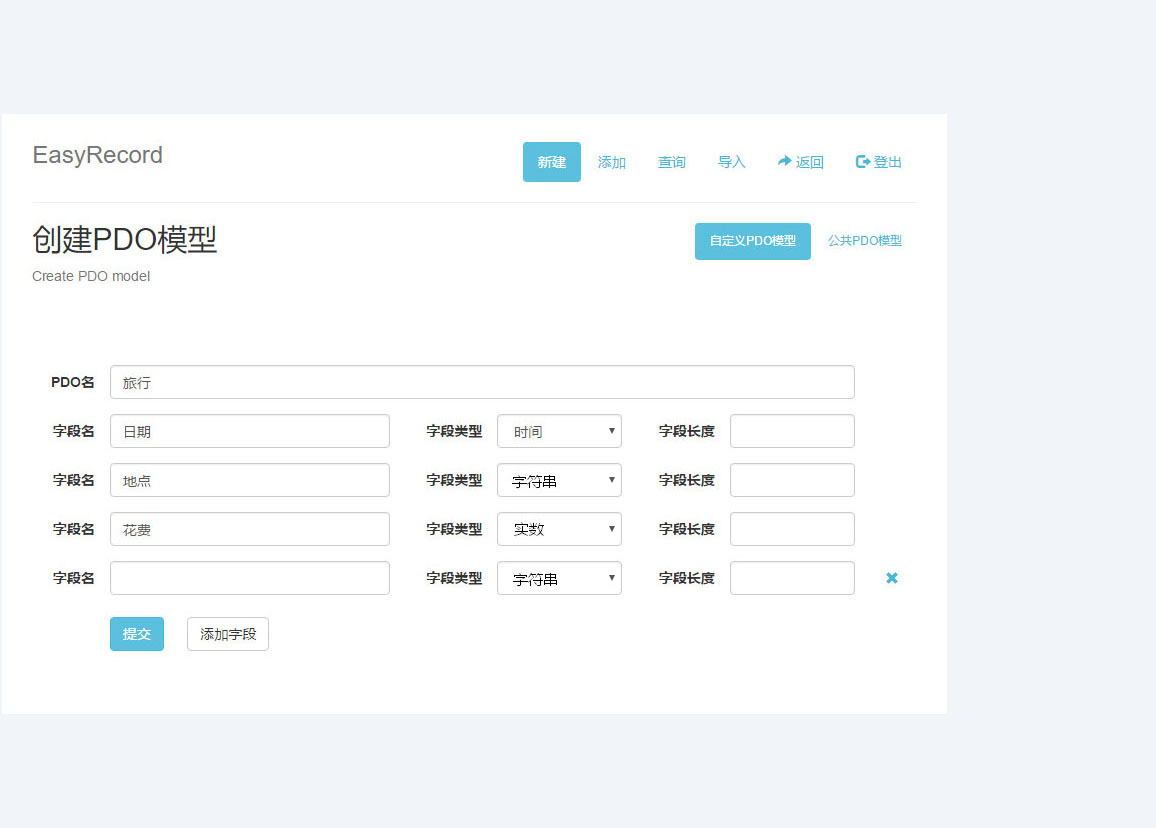 EasyRecord 新建 添加 查询 导入 返回 登出
创建PDO模型 自定义PDO模型 公共PDO模型
Create PDO model
PDO名 旅行
字段名 日期 字段类型 时间 字段长度
字段名 地点 字段类型 字符串 字段长度
字段名 花费 字段类型 实数 字段长度
字段名 字段类型 字符串 字段长度
提交 添加字段